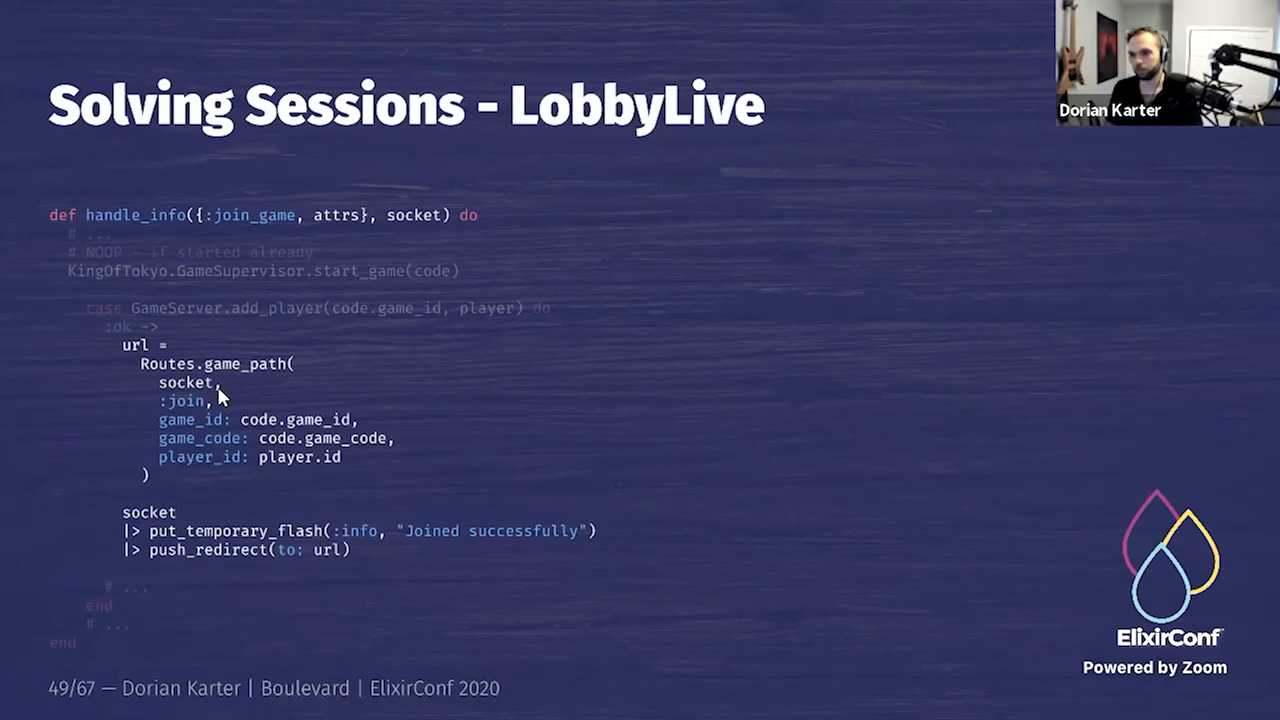 Solving Sessions - LobbyLive
Dorian Karter
def handle_info({:join_game, attrs}, socket) do
# ...
# NOOP - if started already
KingOfTokyo.GameSupervisor.start_game(code)
case GameServer.add_player(code.game_id, player) do
:ok ->
url =
Routes.game_path(
socket,
:join,
game_id: code.game_id,
game_code: code.game_code,
player_id: player.id
)
socket
|> put_temporary_flash(:info, "Joined successfully")
|> push_redirect(to: url)
# ...
end
# ...
end
ElixirConf
Powered by Zoom
49/67 — Dorian Karter | Boulevard | ElixirConf 2020